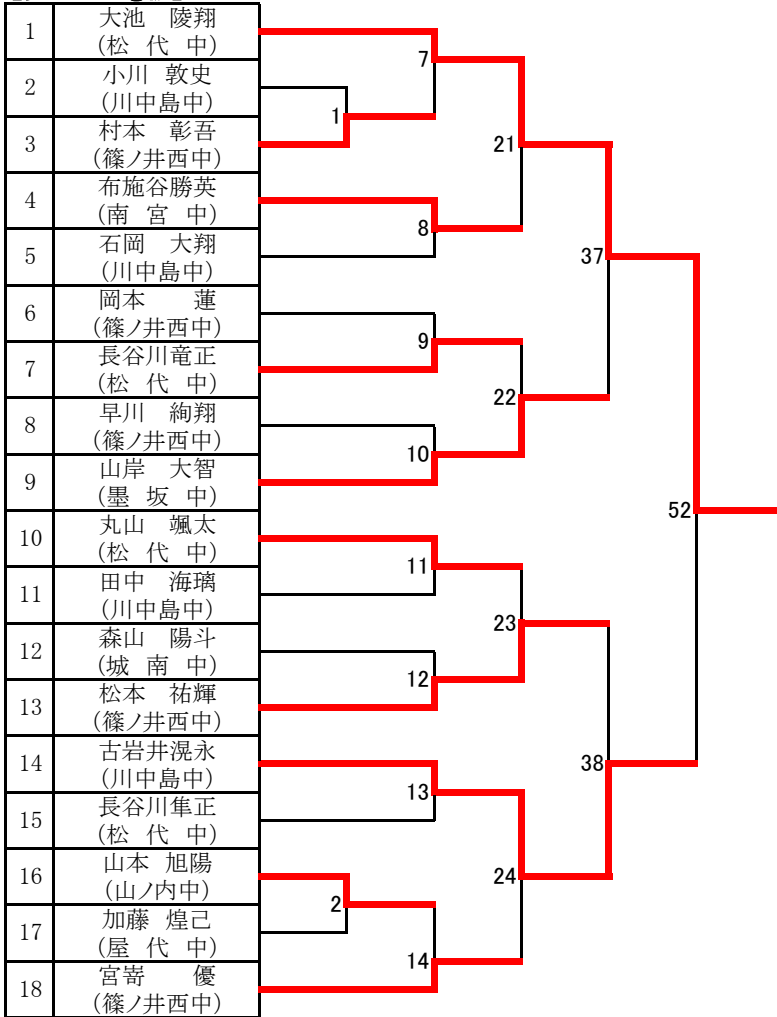 1
大池 陵翔
(松 代 中)
2
小川 敦史
(川中島中)
3
村本 彰吾
(篠ノ井西中)
4
布施谷勝英
(南 宮 中)
5
石岡 大翔
(川中島中)
6
岡本 蓮
(篠ノ井西中)
7
長谷川竜正
(松 代 中)
8
早川 絢翔
(篠ノ井西中)
9
山岸 大智
(墨 坂 中)
10
丸山 颯太
(松 代 中)
11
田中 海璃
(川中島中)
12
森山 陽斗
(城 南 中)
13
松本 祐輝
(篠ノ井西中)
14
古岩井滉永
(川中島中)
15
長谷川隼正
(松 代 中)
16
山本 旭陽
(山ノ内中)
17
加藤 煌己
(屋 代 中)
18
宮嵜 優
(篠ノ井西中)
1
2
7
8
9
10
11
12
13
14
21
22
23
24
37
38
52